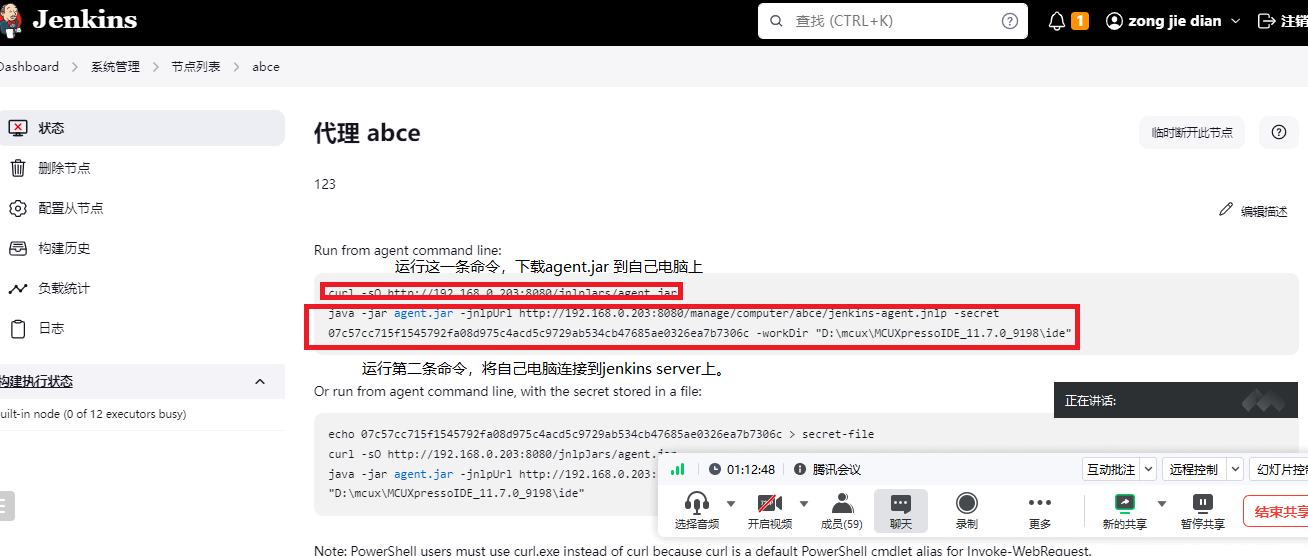 Jenkins
查找 (CTRL+K)
1
zong jie dian
注销
Dashboard
系统管理
节点列表
abce
状态
删除节点
配置从节点
构建历史
负载统计
日志
构建执行状态
uilt-in node (0 of 12 executors busy)
代理 abce
临时断开此节点
123
编辑描述
Run from agent command line:
运行这一条命令，下载agent.jar 到自己电脑上
curl -sO http://192.168.0.203:8080/jnlpJars/agent.jar
java -jar agent.jar -jnlpUrl http://192.168.0.203:8080/manage/computer/abce/jenkins-agent.jnlp -secret
07c57cc715f1545792fa08d975c4acd5c9729ab534cb47685ae0326ea7b7306c -workDir "D:\mcux\MCUXpressoIDE_11.7.0_9198\ide"
运行第二条命令，将自己电脑连接到jenkins server上。
Or run from agent command line, with the secret stored in a file:
echo 07c57cc715f1545792fa08d975c4acd5c9729ab534cb47685ae0326ea7b7306c > secret-file
curl -sO http://192.168.0.203:8080/jnlpJars/agent.jar
java -jar agent.jar -jnlpUrl http://192.168.0.203:
"D:\mcux\MCUXpressoIDE_11.7.0_9198\ide"
Note: PowerShell users must use curl.exe instead of curl because curl is a default PowerShell cmdlet alias for Invoke-WebRequest.
正在讲话:
01:12:48
腾讯会议
互动批注
远程控制
幻灯片控制
选择音频
开启视频
成员(59)
聊天
录制
更多
新的共享
暂停共享
结束共享